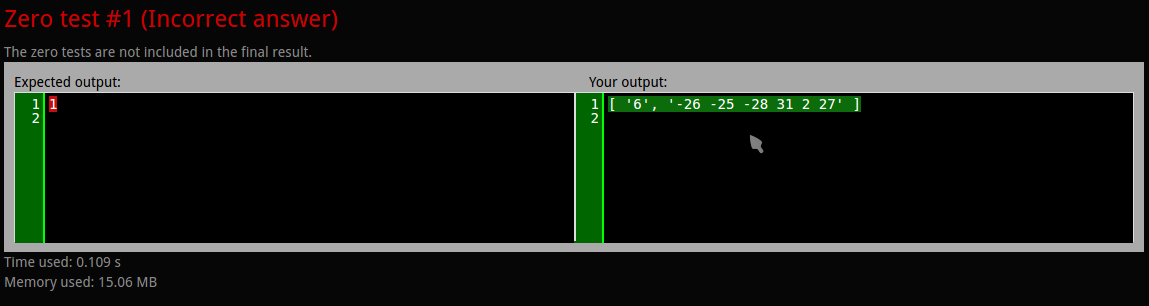 Zero test #1 (Incorrect answer)
The zero tests are not included in the final result.
Expected output: Your output:
1 1 1 [ '6', '-26 -25 -28 31 2 27' ]
2 2
Time used: 0.109 s
Memory used: 15.06 MB